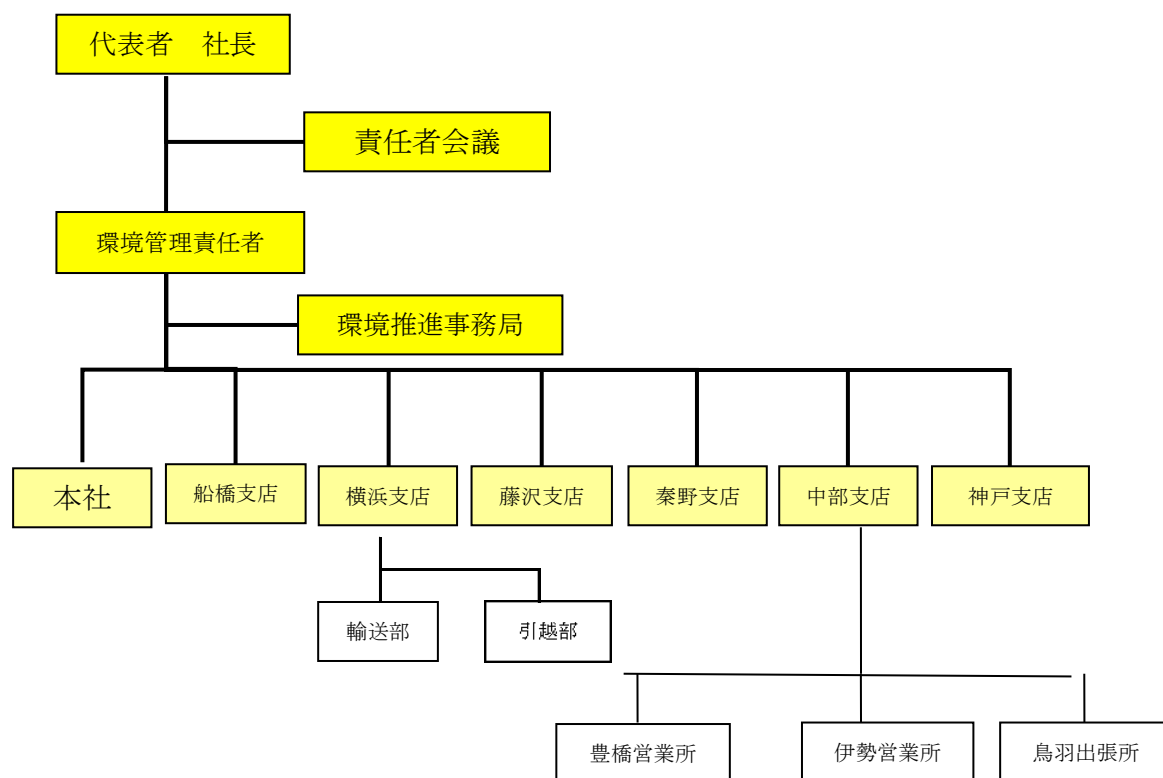 代表者　社長
責任者会議
環境管理責任者
環境推進事務局
本社
船橋支店
横浜支店
藤沢支店
秦野支店
中部支店
神戸支店
輸送部
引越部
豊橋営業所
伊勢営業所
鳥羽出張所